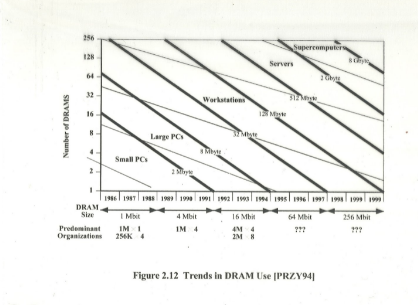 256
128
64
32
16
8
4
2
1
Number of DRAMS
Supercomputers
8 Gbyte
Servers
2 Gbyte
Workstations
512 Mbyte
128 Mbyte
Large PCs
32 Mbyte
Small PCs
8 Mbyte
2 Mbyte
1986 1987 1988 1989 1990 1991 1992 1994 1995 1996 1997 1998 1999 1999
DRAM
Size 1 Mbit 4 Mbit 16 Mbit 64 Mbit 256 Mbit
Predominant 1M 1 1M 4 4M 4 ??? ???
Organizations 256K 4 2M 8
Figure 2.12 Trends in DRAM Use [PRZY94]